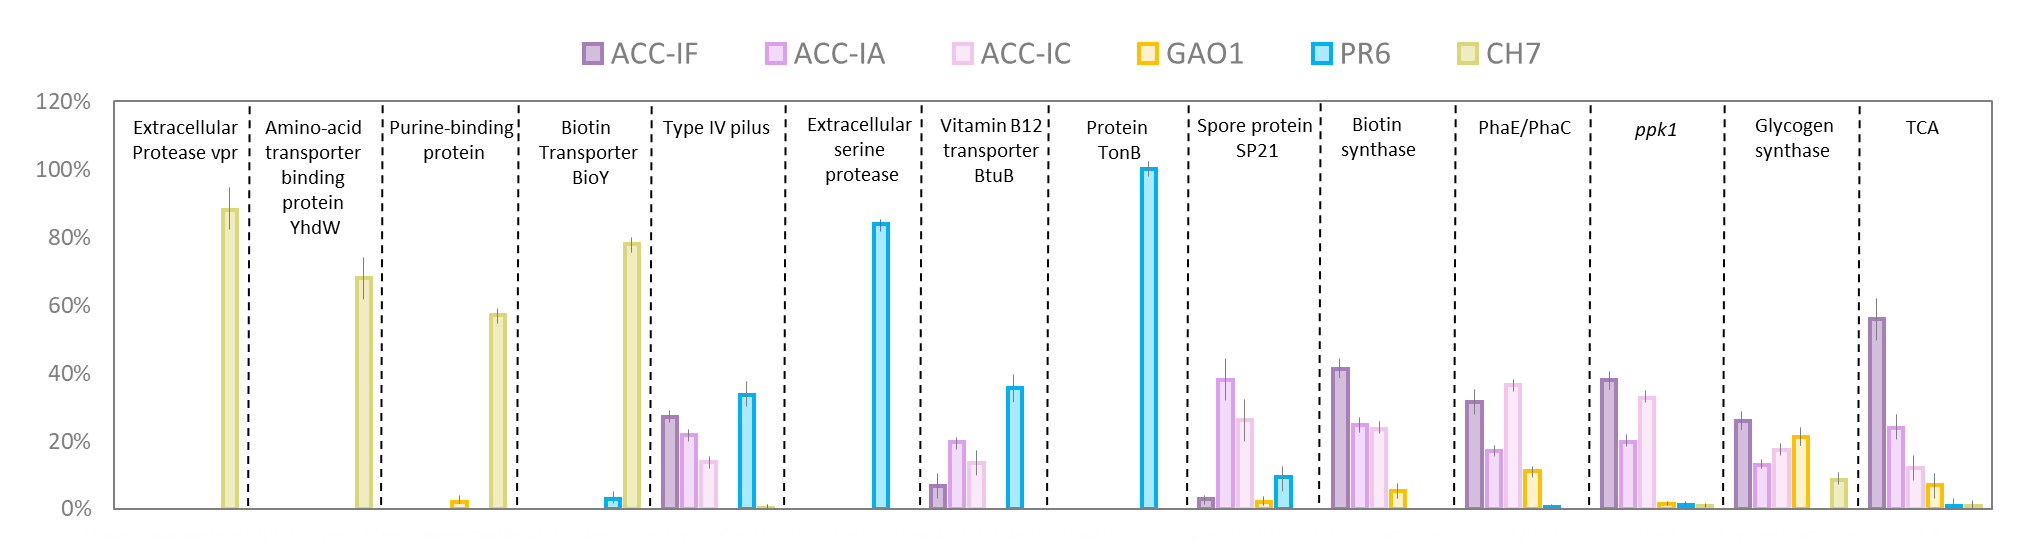 ACC-IF ACC-IA ACC-IC GAO1 PR6 CH7
120%
100%
80%
60%
40%
20%
0%
Extracellular
Protease vpr
Amino-acid
transporter
binding
protein
YhdW
Purine-binding
protein
Biotin
Transporter
BioY
Type IV pilus
Extracellular
serine
protease
Vitamin B12
transporter
BtuB
Protein
TonB
Spore protein
SP21
Biotin
synthase
PhaE/PhaC
ppk1
Glycogen
synthase
TCA